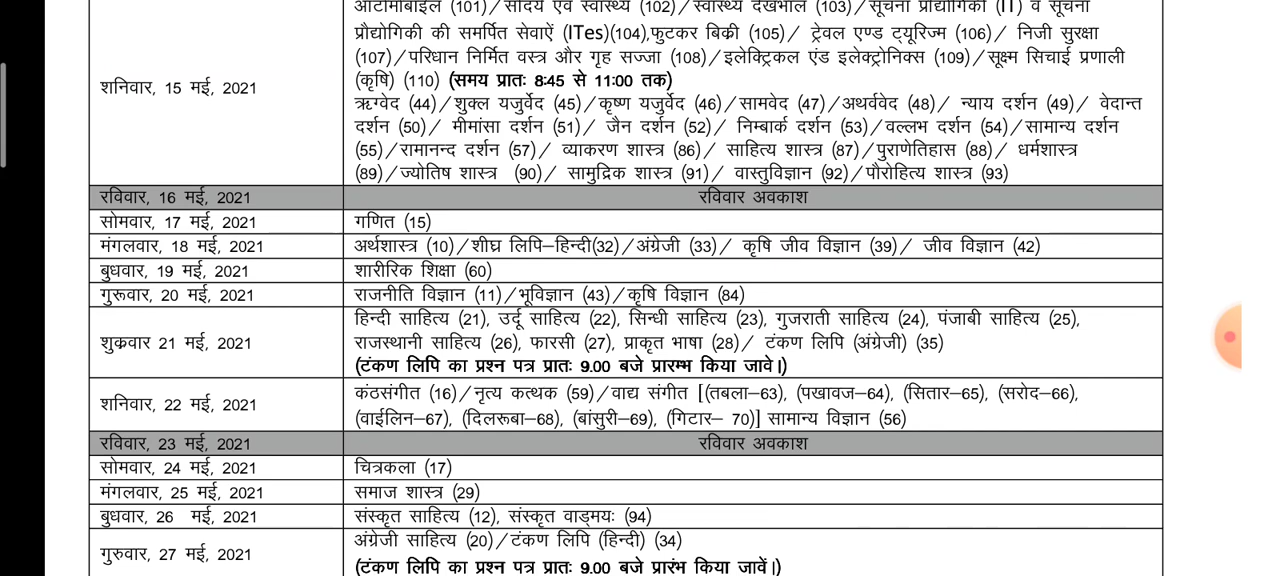 ऑटोमोबाइल (101)/सौंदर्य एवं स्वास्थ्य (102)/स्वास्थ्य देखभाल (103)/सूचना प्रौद्योगिकी (IT) व सूचना
प्रौद्योगिकी की समर्पित सेवाऐं (ITes)(104),फुटकर बिक्री (105)/ ट्रेवल एण्ड ट्यूरिज्म (106)/ निजी सुरक्षा
(107)/परिधान निर्मित वस्त्र और गृह सज्जा (108)/इलेक्ट्रिकल एंड इलेक्ट्रोनिक्स (109)/सूक्ष्म सिचाई प्रणाली
(कृषि) (110) (समय प्रातः 8:45 से 11:00 तक)
शनिवार, 15 मई, 2021
ऋग्वेद (44)/शुक्ल यजुर्वेद (45)/कृष्ण यजुर्वेद (46)/सामवेद (47)/अथर्ववेद (48)/ न्याय दर्शन (49)/ वेदान्त
दर्शन (50)/ मीमांसा दर्शन (51)/ जैन दर्शन (52)/ निम्बार्क दर्शन (53)/वल्लभ दर्शन (54)/सामान्य दर्शन
(55)/रामानन्द दर्शन (57)/ व्याकरण शास्त्र (86)/ साहित्य शास्त्र (87)/पुराणेतिहास (88)/ धर्मशास्त्र
(89)/ज्योतिष शास्त्र (90)/ सामुद्रिक शास्त्र (91)/ वास्तुविज्ञान (92)/पौरोहित्य शास्त्र (93)
रविवार, 16 मई, 2021 रविवार अवकाश
सोमवार, 17 मई, 2021 गणित (15)
मंगलवार, 18 मई, 2021 अर्थशास्त्र (10)/शीघ्र लिपि–हिन्दी(32)/अंग्रेजी (33)/ कृषि जीव विज्ञान (39)/ जीव विज्ञान (42)
बुधवार, 19 मई, 2021 शारीरिक शिक्षा (60)
गुरूवार, 20 मई, 2021 राजनीति विज्ञान (11)/भूविज्ञान (43)/कृषि विज्ञान (84)
हिन्दी साहित्य (21), उर्दू साहित्य (22), सिन्धी साहित्य (23), गुजराती साहित्य (24), पंजाबी साहित्य (25),
शुक्रवार 21 मई, 2021 राजस्थानी साहित्य (26), फारसी (27), प्राकृत भाषा (28)/ टंकण लिपि (अंग्रेजी) (35)
(टंकण लिपि का प्रश्न पत्र प्रातः 9.00 बजे प्रारम्भ किया जावे।)
शनिवार, 22 मई, 2021 कंठसंगीत (16)/नृत्य कत्थक (59)/वाद्य संगीत [(तबला–63), (पखावज–64), (सितार–65), (सरोद–66),
(वाईलिन–67), (दिलरूबा–68), (बांसुरी–69), (गिटार– 70)] सामान्य विज्ञान (56)
रविवार, 23 मई, 2021 रविवार अवकाश
सोमवार, 24 मई, 2021 चित्रकला (17)
मंगलवार, 25 मई, 2021 समाज शास्त्र (29)
बुधवार, 26 मई, 2021 संस्कृत साहित्य (12), संस्कृत वाड्मयः (94)
गुरुवार, 27 मई, 2021 अंग्रेजी साहित्य (20)/टंकण लिपि (हिन्दी) (34)
(टंकण लिपि का प्रश्न पत्र प्रातः 9.00 बजे प्रारंभ किया जावें।)